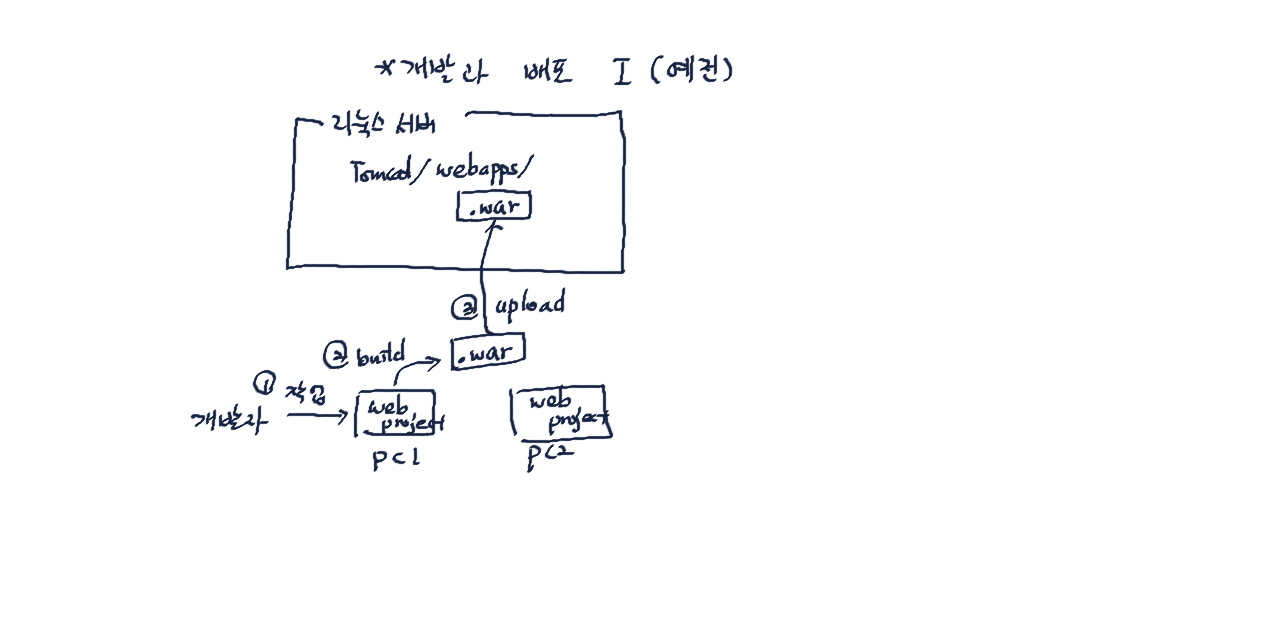 *개발과 배포 I (예전)
리눅스 서버
Tomcad/webapps/
.war
③ upload
② build
.war
① 작업
개발자
web
project
web
project
PC1
PC2